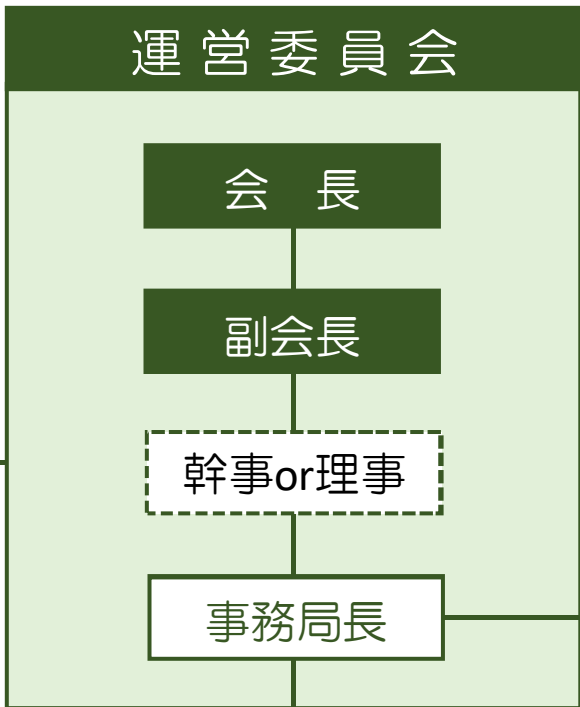 運営委員会
会　長
副会長
幹事or理事
事務局長